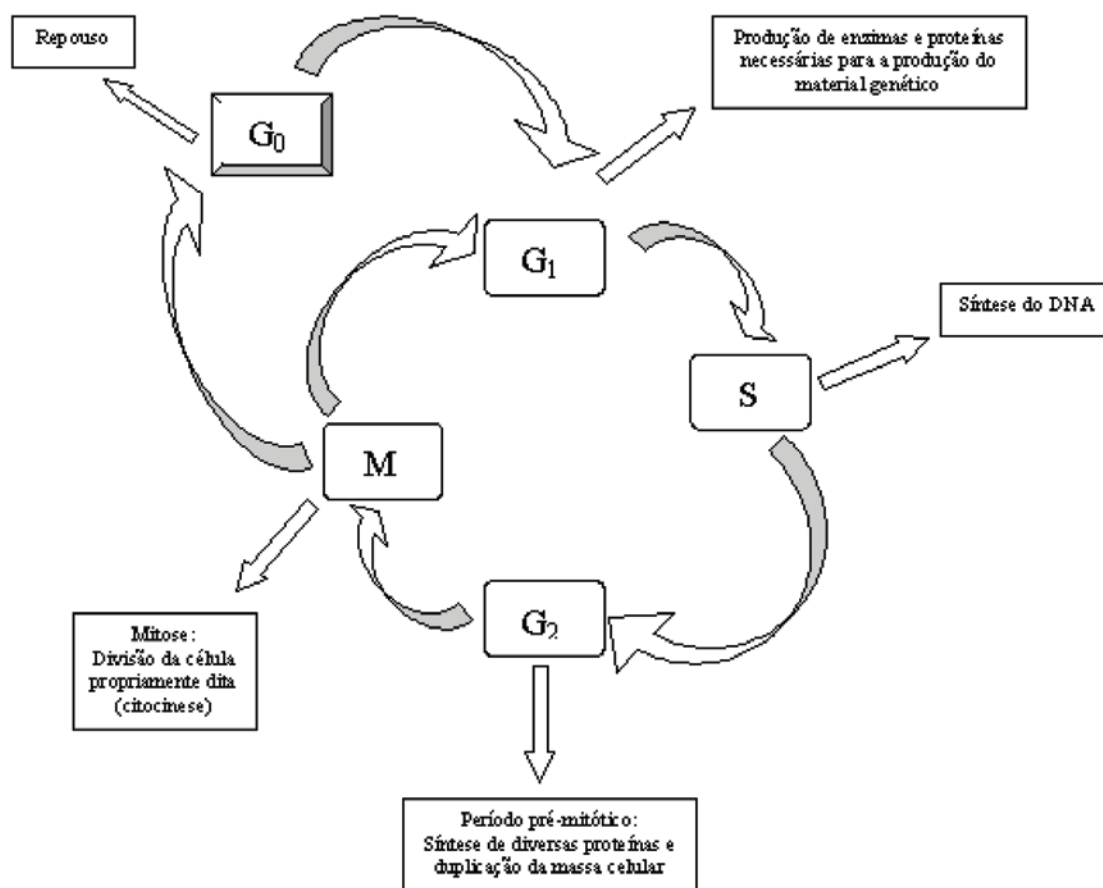 Repouso
Produção de enzimas e proteínas
necessárias para a produção do
material genético
G₀
G₁
Síntese do DNA
S
M
G₂
Mitose:
Divisão da célula
propriamente dita
(citocinese)
Período pré-mitótico:
Síntese de diversas proteínas e
duplicação da massa celular